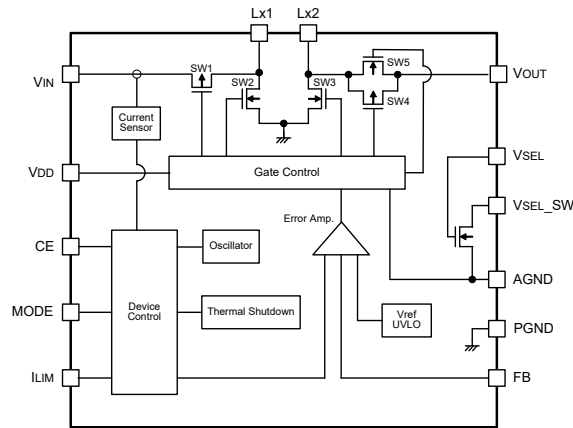 Lx1 Lx2
VIN
SW1
SW2
SW3
SW5
SW4
VOUT
Current
Sensor
VDD
Gate Control
VSEL
VSEL_SW
Error Amp.
CE
Oscillator
AGND
MODE
Device
Control
Thermal Shutdown
Vref
UVLO
PGND
ILIM
FB